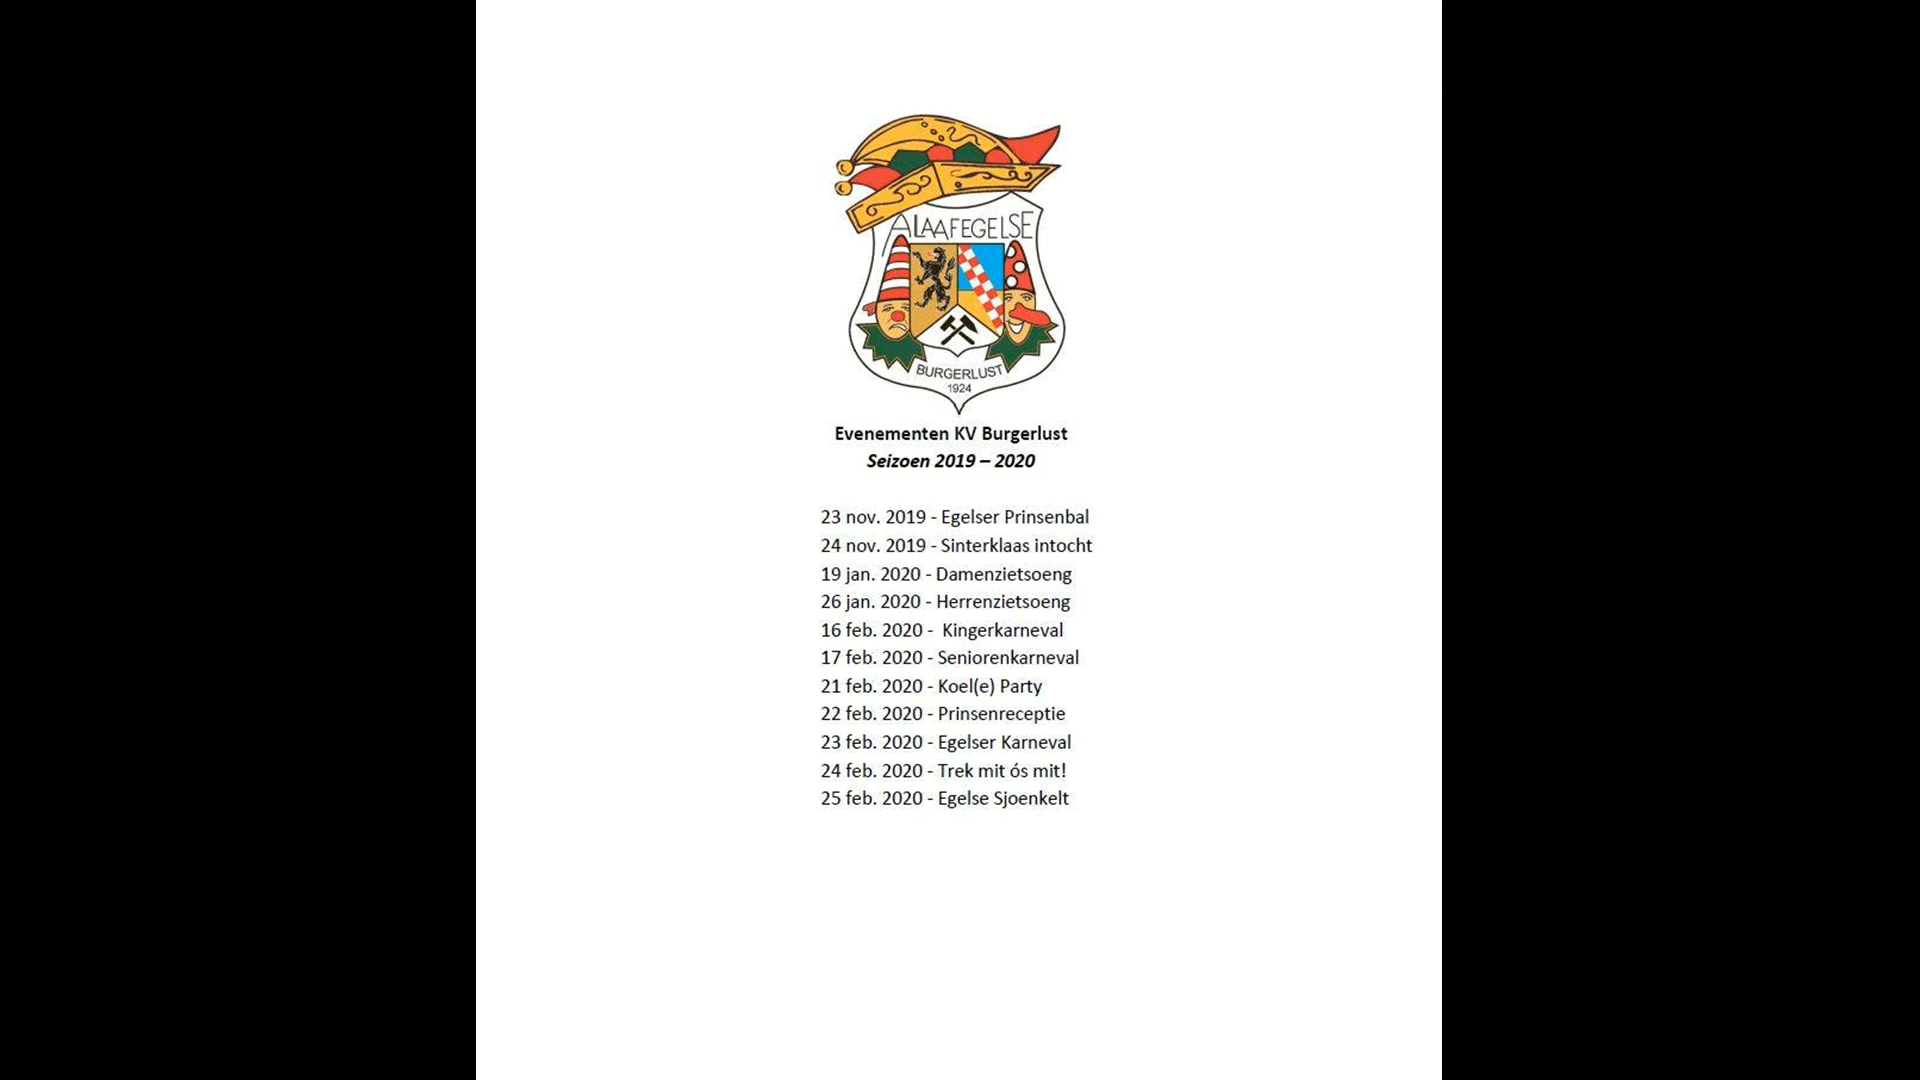 ALAAF EGELSE
BURGERLUST
1924
Evenementen KV Burgerlust
Seizoen 2019 – 2020
23 nov. 2019 - Egelser Prinsenbal
24 nov. 2019 - Sinterklaas intocht
19 jan. 2020 - Damenzietsoeng
26 jan. 2020 - Herrenzietsoeng
16 feb. 2020 -  Kingerkarneval
17 feb. 2020 - Seniorenkarneval
21 feb. 2020 - Koel(e) Party
22 feb. 2020 - Prinsenreceptie
23 feb. 2020 - Egelser Karneval
24 feb. 2020 - Trek mit ós mit!
25 feb. 2020 - Egelse Sjoenkelt